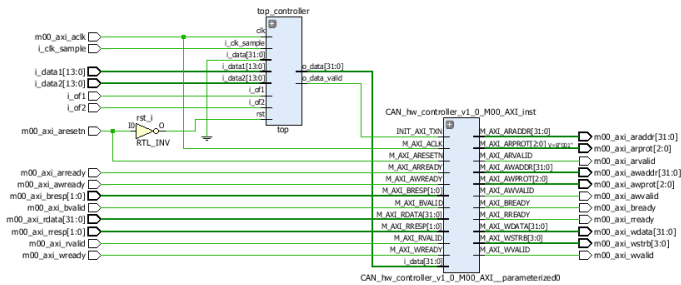 top_controller
m00_axi_aclk
i_clk_sample
i_data1[13:0]
i_data2[13:0]
i_of1
i_of2
m00_axi_aresetn
rst_i
I0
O
RTL_INV
clk
i_clk_sample
i_data[31:0]
i_data1[13:0]
i_data2[13:0]
i_of1
i_of2
rst
o_data[31:0]
o_data_valid
top
CAN_hw_controller_v1_0_M00_AXI_inst
m00_axi_arready
m00_axi_awready
m00_axi_bresp[1:0]
m00_axi_bvalid
m00_axi_rdata[31:0]
m00_axi_rresp[1:0]
m00_axi_rvalid
m00_axi_wready
INIT_AXI_TXN
M_AXI_ACLK
M_AXI_ARESETN
M_AXI_ARREADY
M_AXI_AWREADY
M_AXI_BRESP[1:0]
M_AXI_BVALID
M_AXI_RDATA[31:0]
M_AXI_RRESP[1:0]
M_AXI_RVALID
M_AXI_WREADY
i_data[31:0]
M_AXI_ARADDR[31:0]
M_AXI_ARPROT[2:0]
M_AXI_ARVALID
M_AXI_AWADDR[31:0]
M_AXI_AWPROT[2:0]
M_AXI_AWVALID
M_AXI_BREADY
M_AXI_RREADY
M_AXI_WDATA[31:0]
M_AXI_WSTRB[3:0]
M_AXI_WVALID
m00_axi_araddr[31:0]
m00_axi_arprot[2:0]
m00_axi_arvalid
m00_axi_awaddr[31:0]
m00_axi_awprot[2:0]
m00_axi_awvalid
m00_axi_bready
m00_axi_rready
m00_axi_wdata[31:0]
m00_axi_wstrb[3:0]
m00_axi_wvalid
CAN_hw_controller_v1_0_M00_AXI__parameterized0